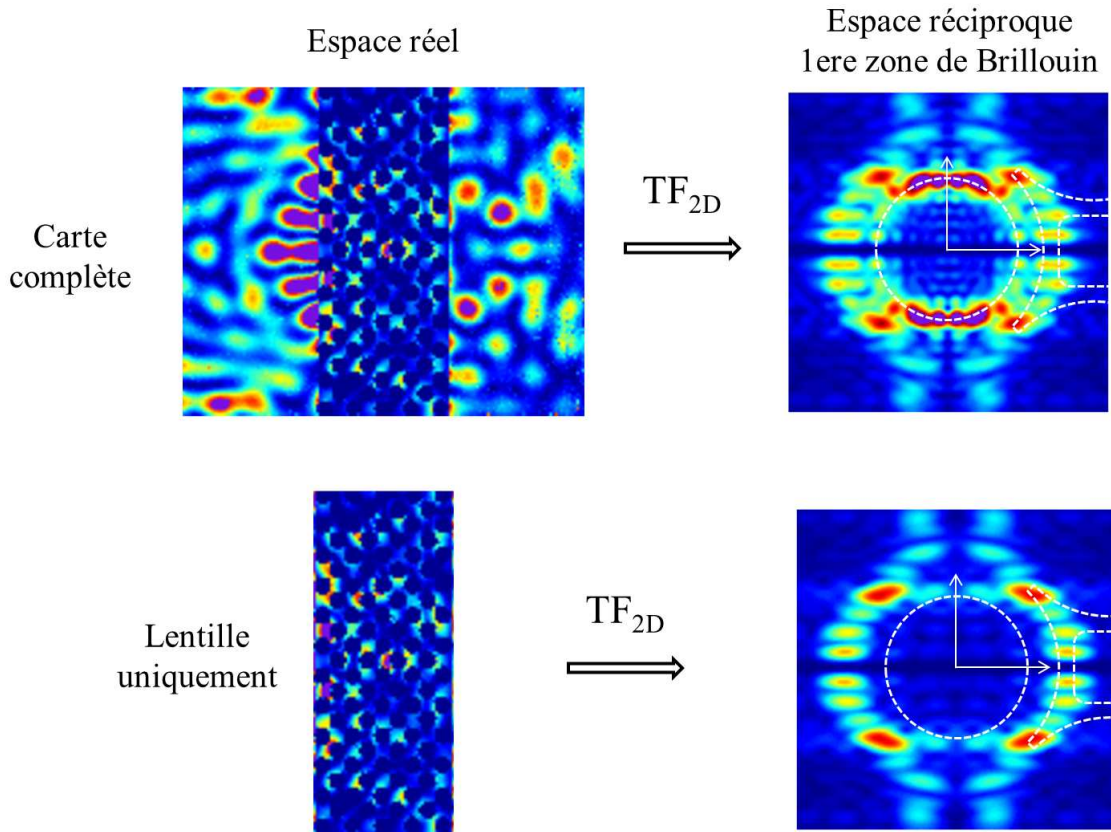 Espace réel
Espace réciproque
1ere zone de Brillouin
Carte
complète
TF2D
Lentille
uniquement
TF2D